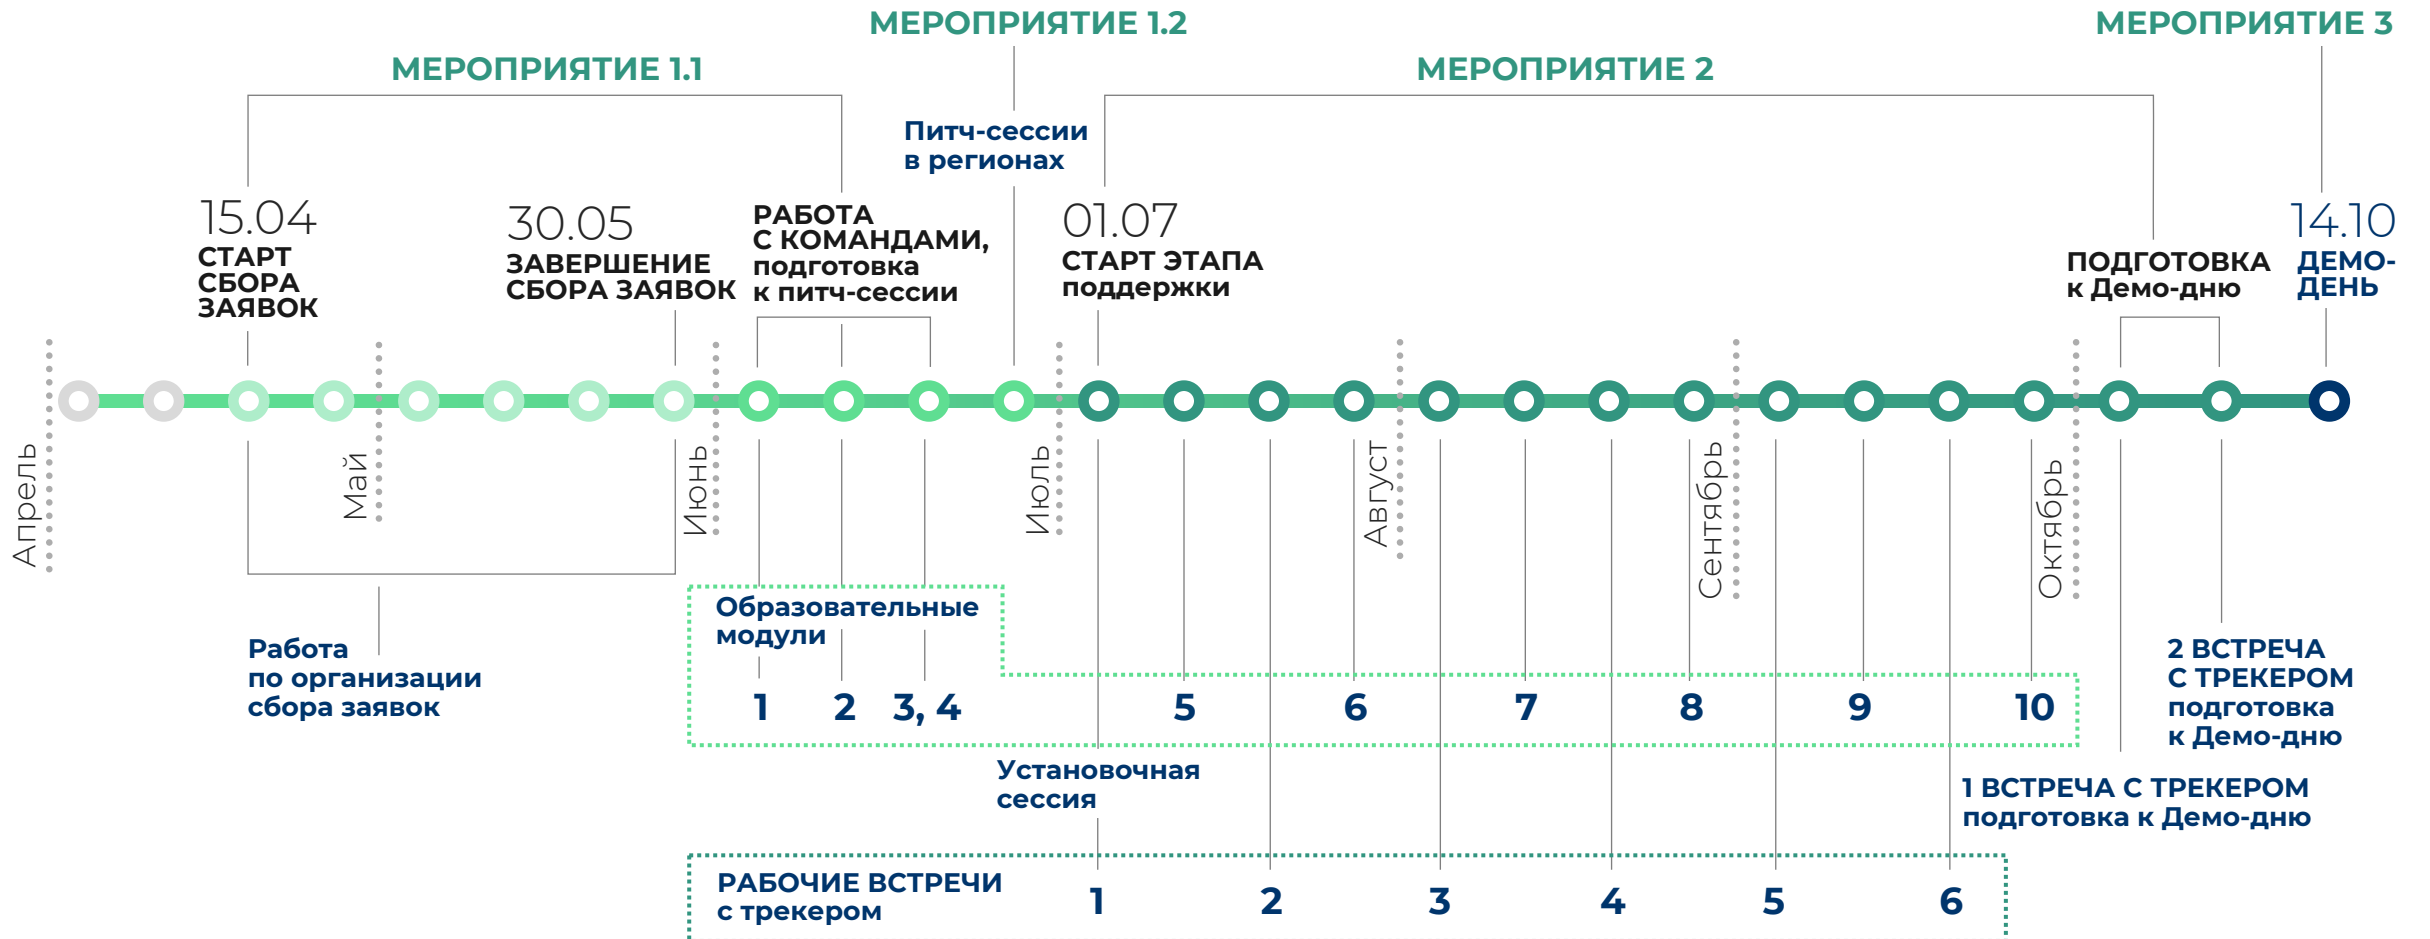 МЕРОПРИЯТИЕ 1.2
МЕРОПРИЯТИЕ 3
МЕРОПРИЯТИЕ 1.1
МЕРОПРИЯТИЕ 2
Питч-сессии
в регионах
15.04
СТАРТ
СБОРА
ЗАЯВОК
30.05
ЗАВЕРШЕНИЕ
СБОРА ЗАЯВОК
РАБОТА
С КОМАНДАМИ,
подготовка
к питч-сессии
01.07
СТАРТ ЭТАПА
поддержки
ПОДГОТОВКА
к Демо-дню
14.10
ДЕМО-
ДЕНЬ
Апрель
Май
Июнь
Июль
Август
Сентябрь
Октябрь
Работа
по организации
сбора заявок
Образовательные
модули
1 2 3, 4 5 6 7 8 9 10
2 ВСТРЕЧА
С ТРЕКЕРОМ
подготовка
к Демо-дню
Установочная
сессия
1 ВСТРЕЧА С ТРЕКЕРОМ
подготовка к Демо-дню
РАБОЧИЕ ВСТРЕЧИ
с трекером
1 2 3 4 5 6